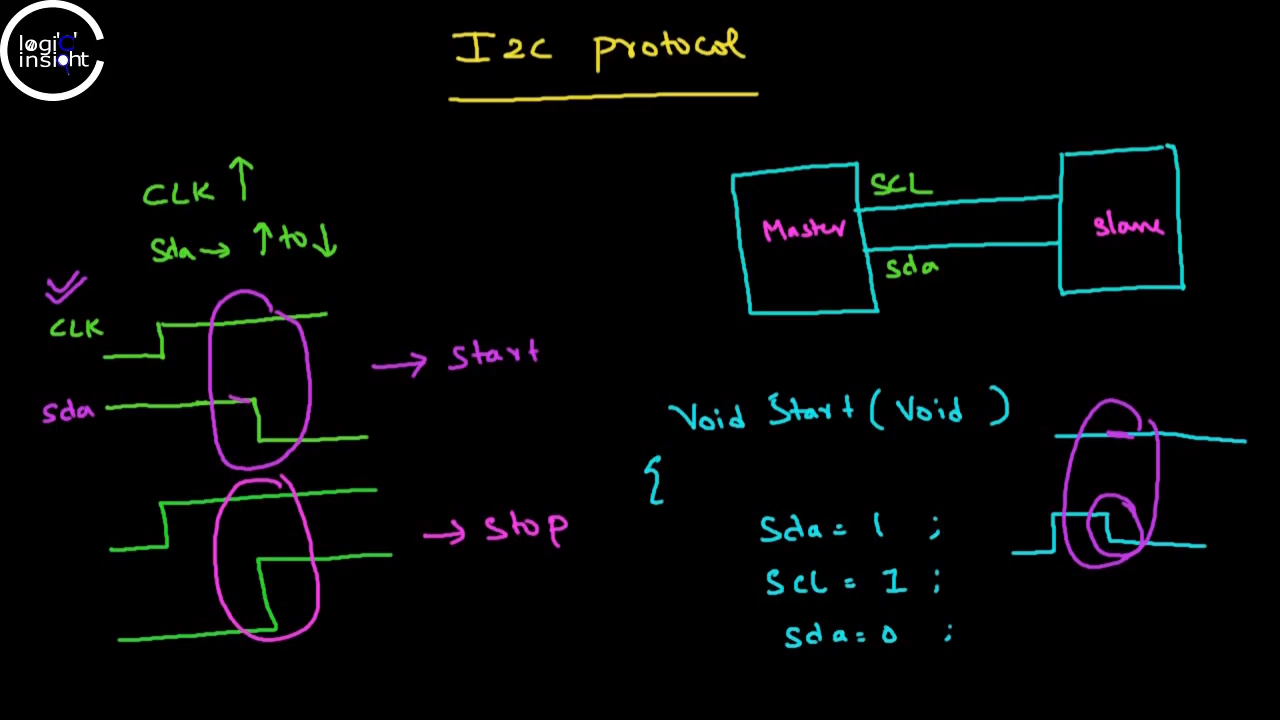 logi'C'
insight
I2C protocol
CLK ↑
Sda → ↑ to ↓
CLK
Sda
→ Start
→ Stop
SCL
Master
Slave
Sda
Void Start ( Void )
{
Sda = 1 ;
SCL = 1 ;
Sda = 0 ;